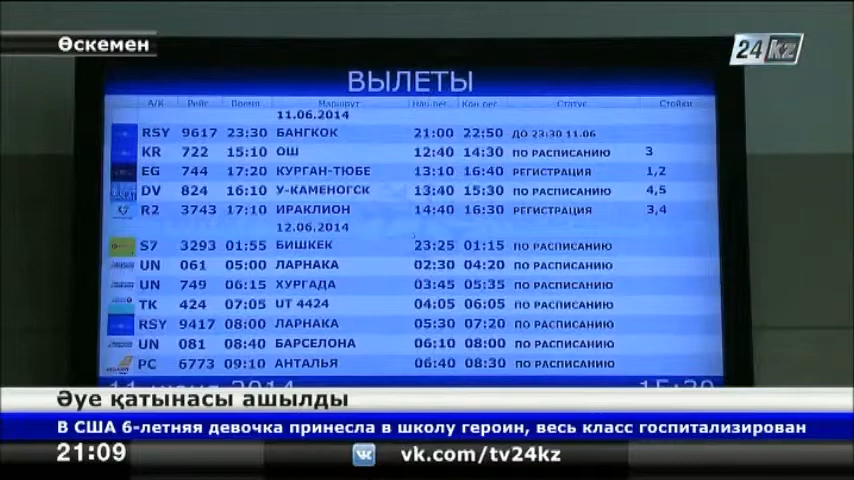 Өскемен
24kz
ВЫЛЕТЫ
А/К Рейс Время Маршрут Нач.рег. Кон.рег. Статус Стойки
11.06.2014
RSY 9617 23:30 БАНГКОК 21:00 22:50 ДО 23:30 11.06
KR 722 15:10 ОШ 12:40 14:30 ПО РАСПИСАНИЮ 3
EG 744 17:20 КУРГАН-ТЮБЕ 13:10 16:40 РЕГИСТРАЦИЯ 1,2
DV 824 16:10 У-КАМЕНОГСК 13:40 15:30 ПО РАСПИСАНИЮ 4,5
R2 3743 17:10 ИРАКЛИОН 14:40 16:30 РЕГИСТРАЦИЯ 3,4
12.06.2014
S7 3293 01:55 БИШКЕК 23:25 01:15 ПО РАСПИСАНИЮ
UN 061 05:00 ЛАРНАКА 02:30 04:20 ПО РАСПИСАНИЮ
UN 749 06:15 ХУРГАДА 03:45 05:35 ПО РАСПИСАНИЮ
TK 424 07:05 UT 4424 04:05 06:05 ПО РАСПИСАНИЮ
RSY 9417 08:00 ЛАРНАКА 05:30 07:20 ПО РАСПИСАНИЮ
UN 081 08:40 БАРСЕЛОНА 06:10 08:00 ПО РАСПИСАНИЮ
PC 6773 09:10 АНТАЛЬЯ 06:40 08:30 ПО РАСПИСАНИЮ
11 июня 2014
Әуе қатынасы ашылды
В США 6-летняя девочка принесла в школу героин, весь класс госпитализирован
21:09 vk.com/tv24kz